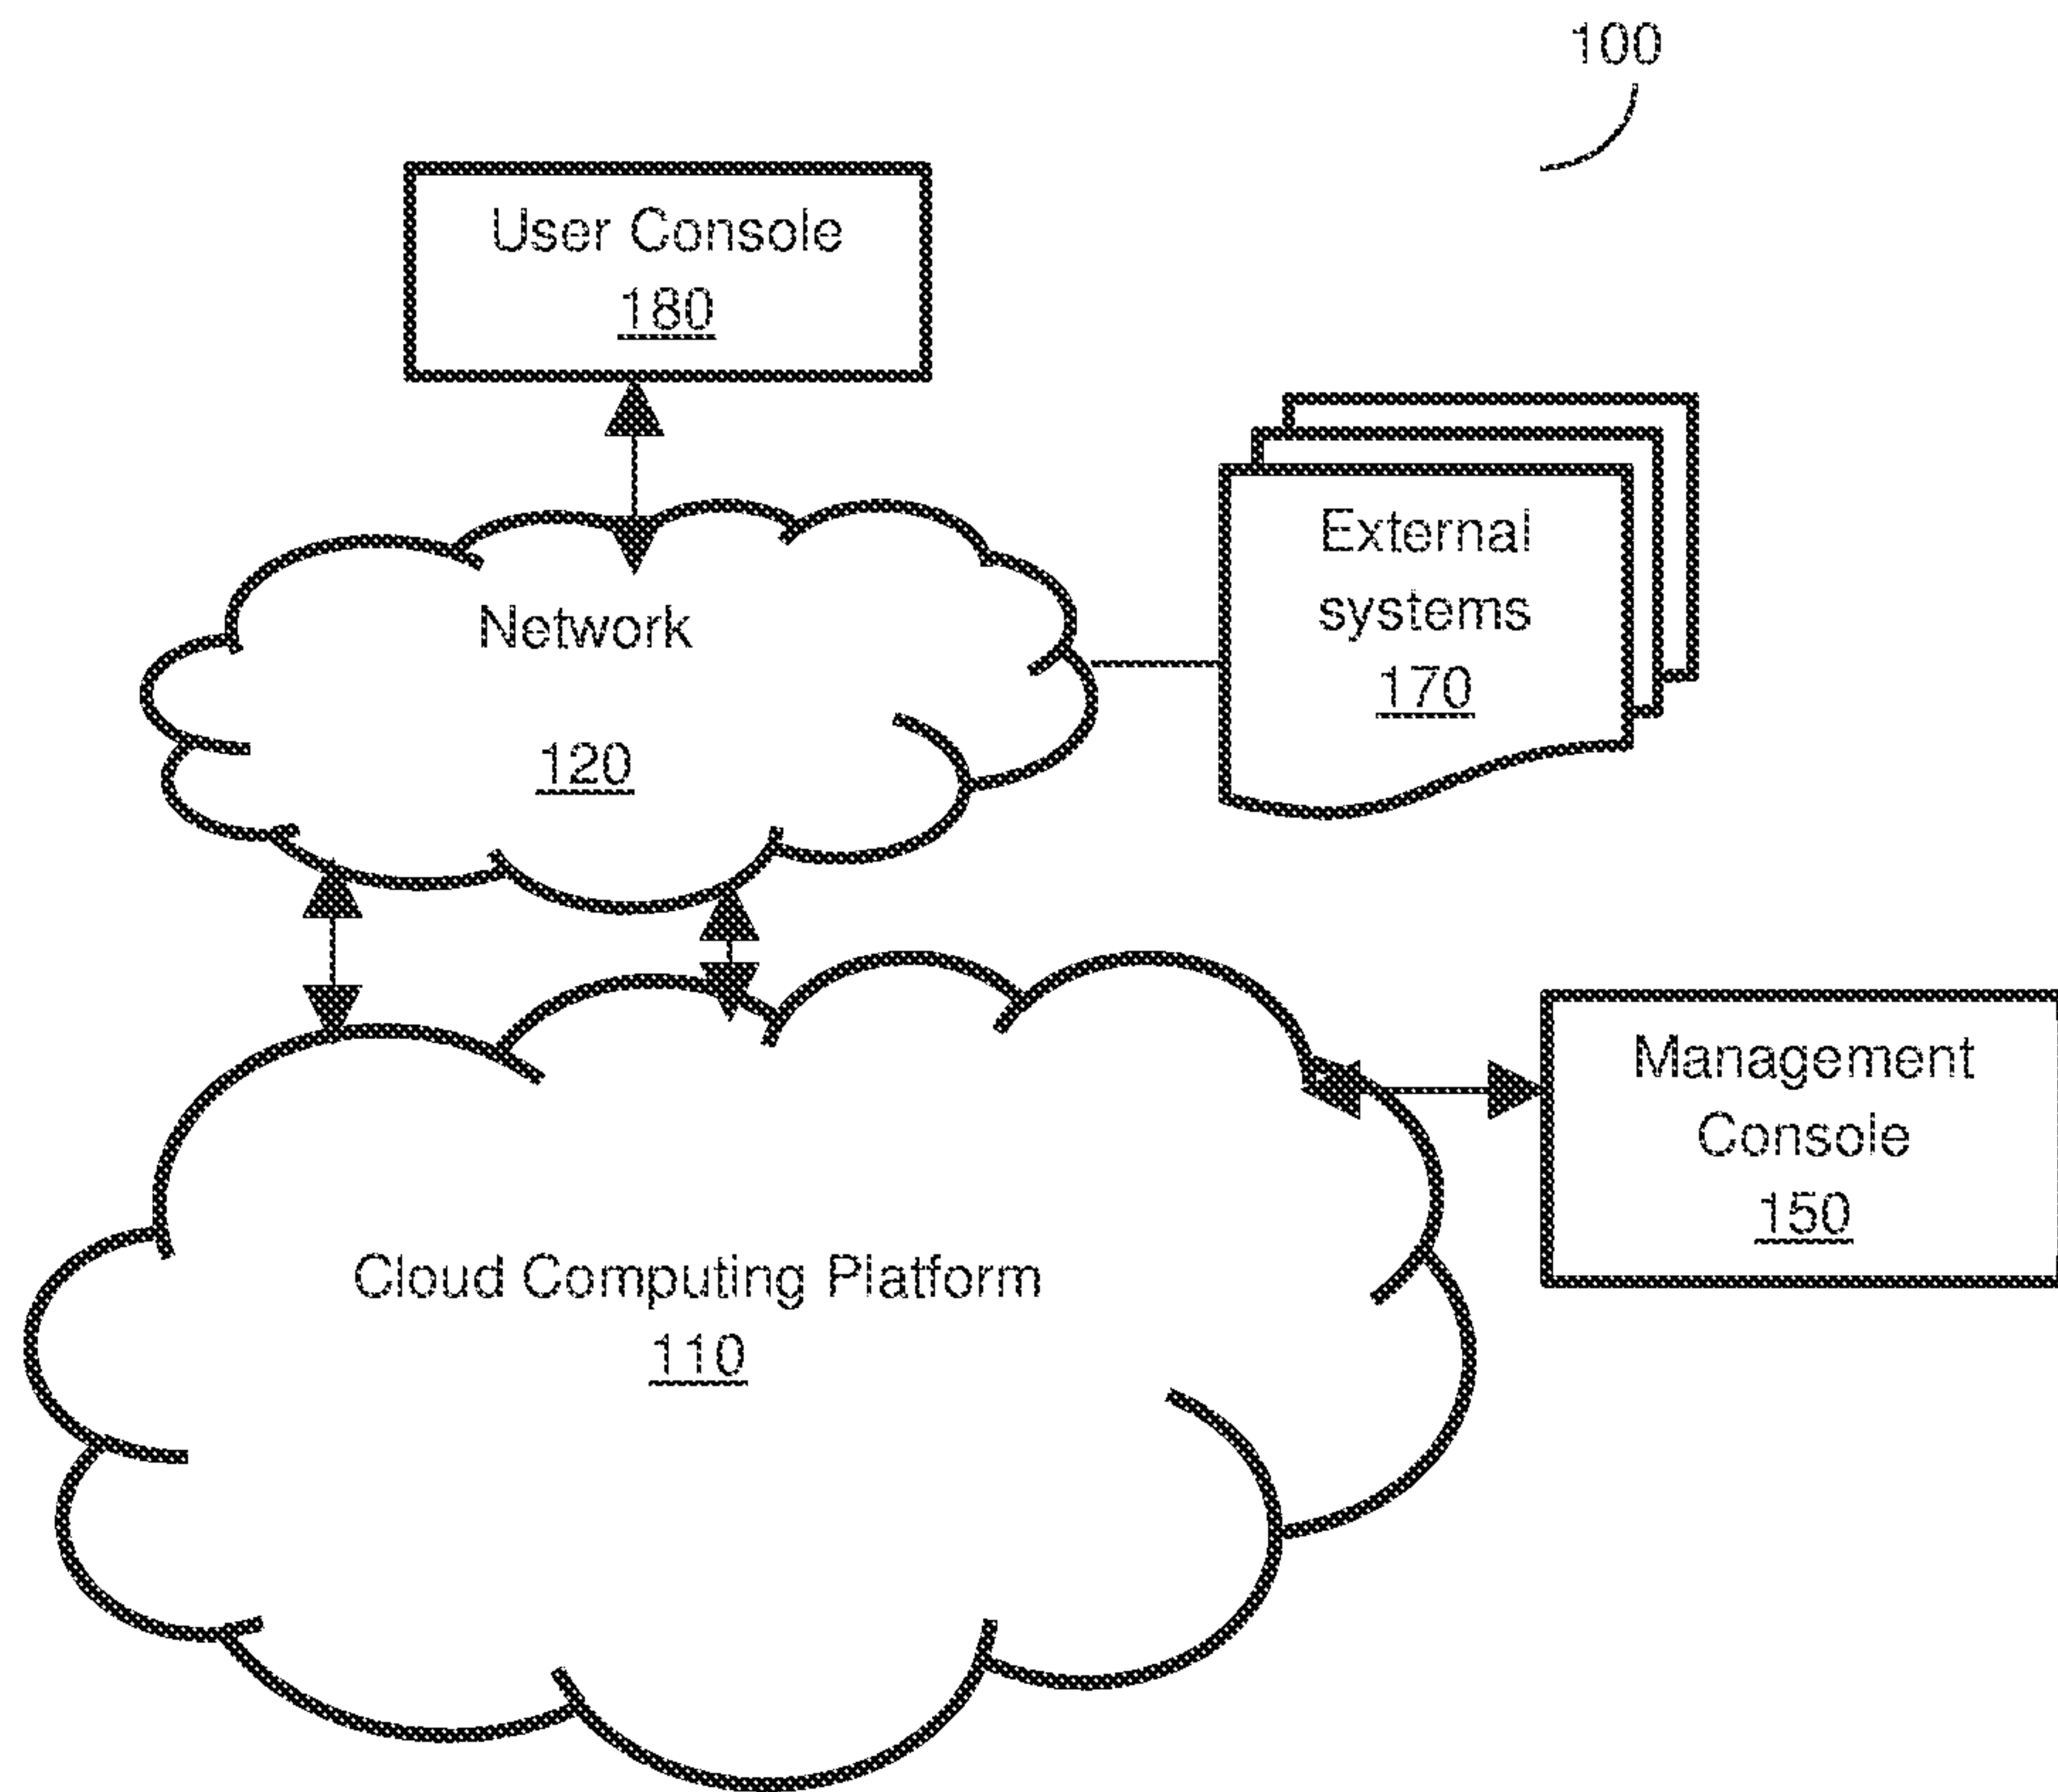 100
User Console
180
External
systems
170
Network
120
Management
Console
150
Cloud Computing Platform
110